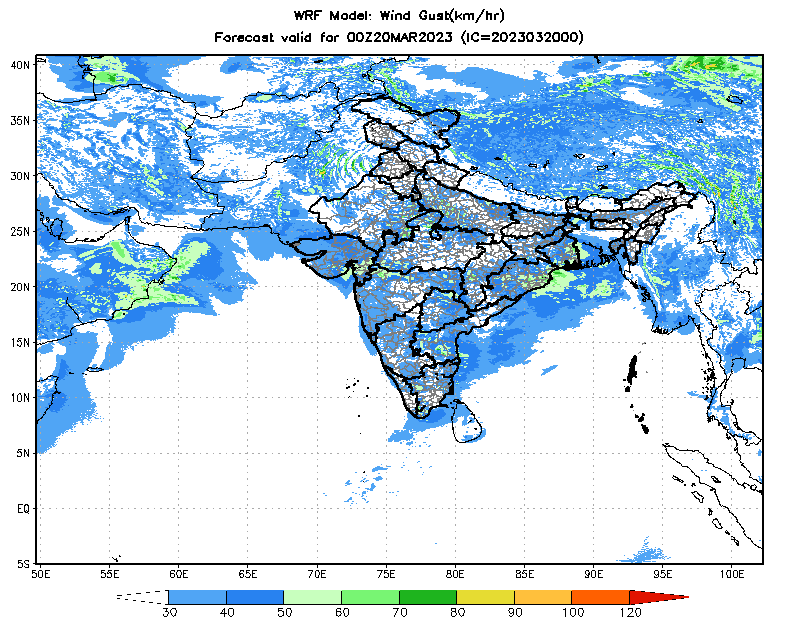 WRF Model: Wind Gust(km/hr)
Forecast valid for 00Z20MAR2023 (IC=2023032000)
40N
35N
30N
25N
20N
15N
10N
5N
EQ
5S
50E 55E 60E 65E 70E 75E 80E 85E 90E 95E 100E
30 40 50 60 70 80 90 100 120